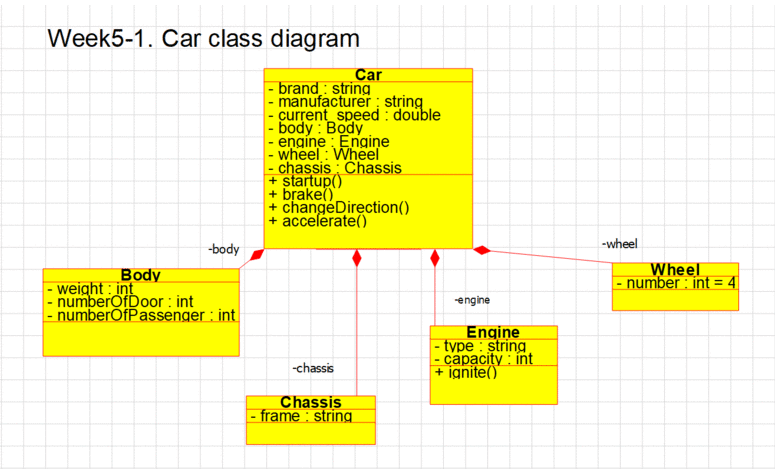 Week5-1. Car class diagram
Car
- brand : string
- manufacturer : string
- current_speed : double
- body : Body
- engine : Engine
- wheel : Wheel
- chassis : Chassis
+ startup()
+ brake()
+ changeDirection()
+ accelerate()
-body
-wheel
Body
- weight : int
- numberOfDoor : int
- numberOfPassenger : int
Wheel
- number : int = 4
-engine
Engine
- type : string
- capacity : int
+ ignite()
-chassis
Chassis
- frame : string